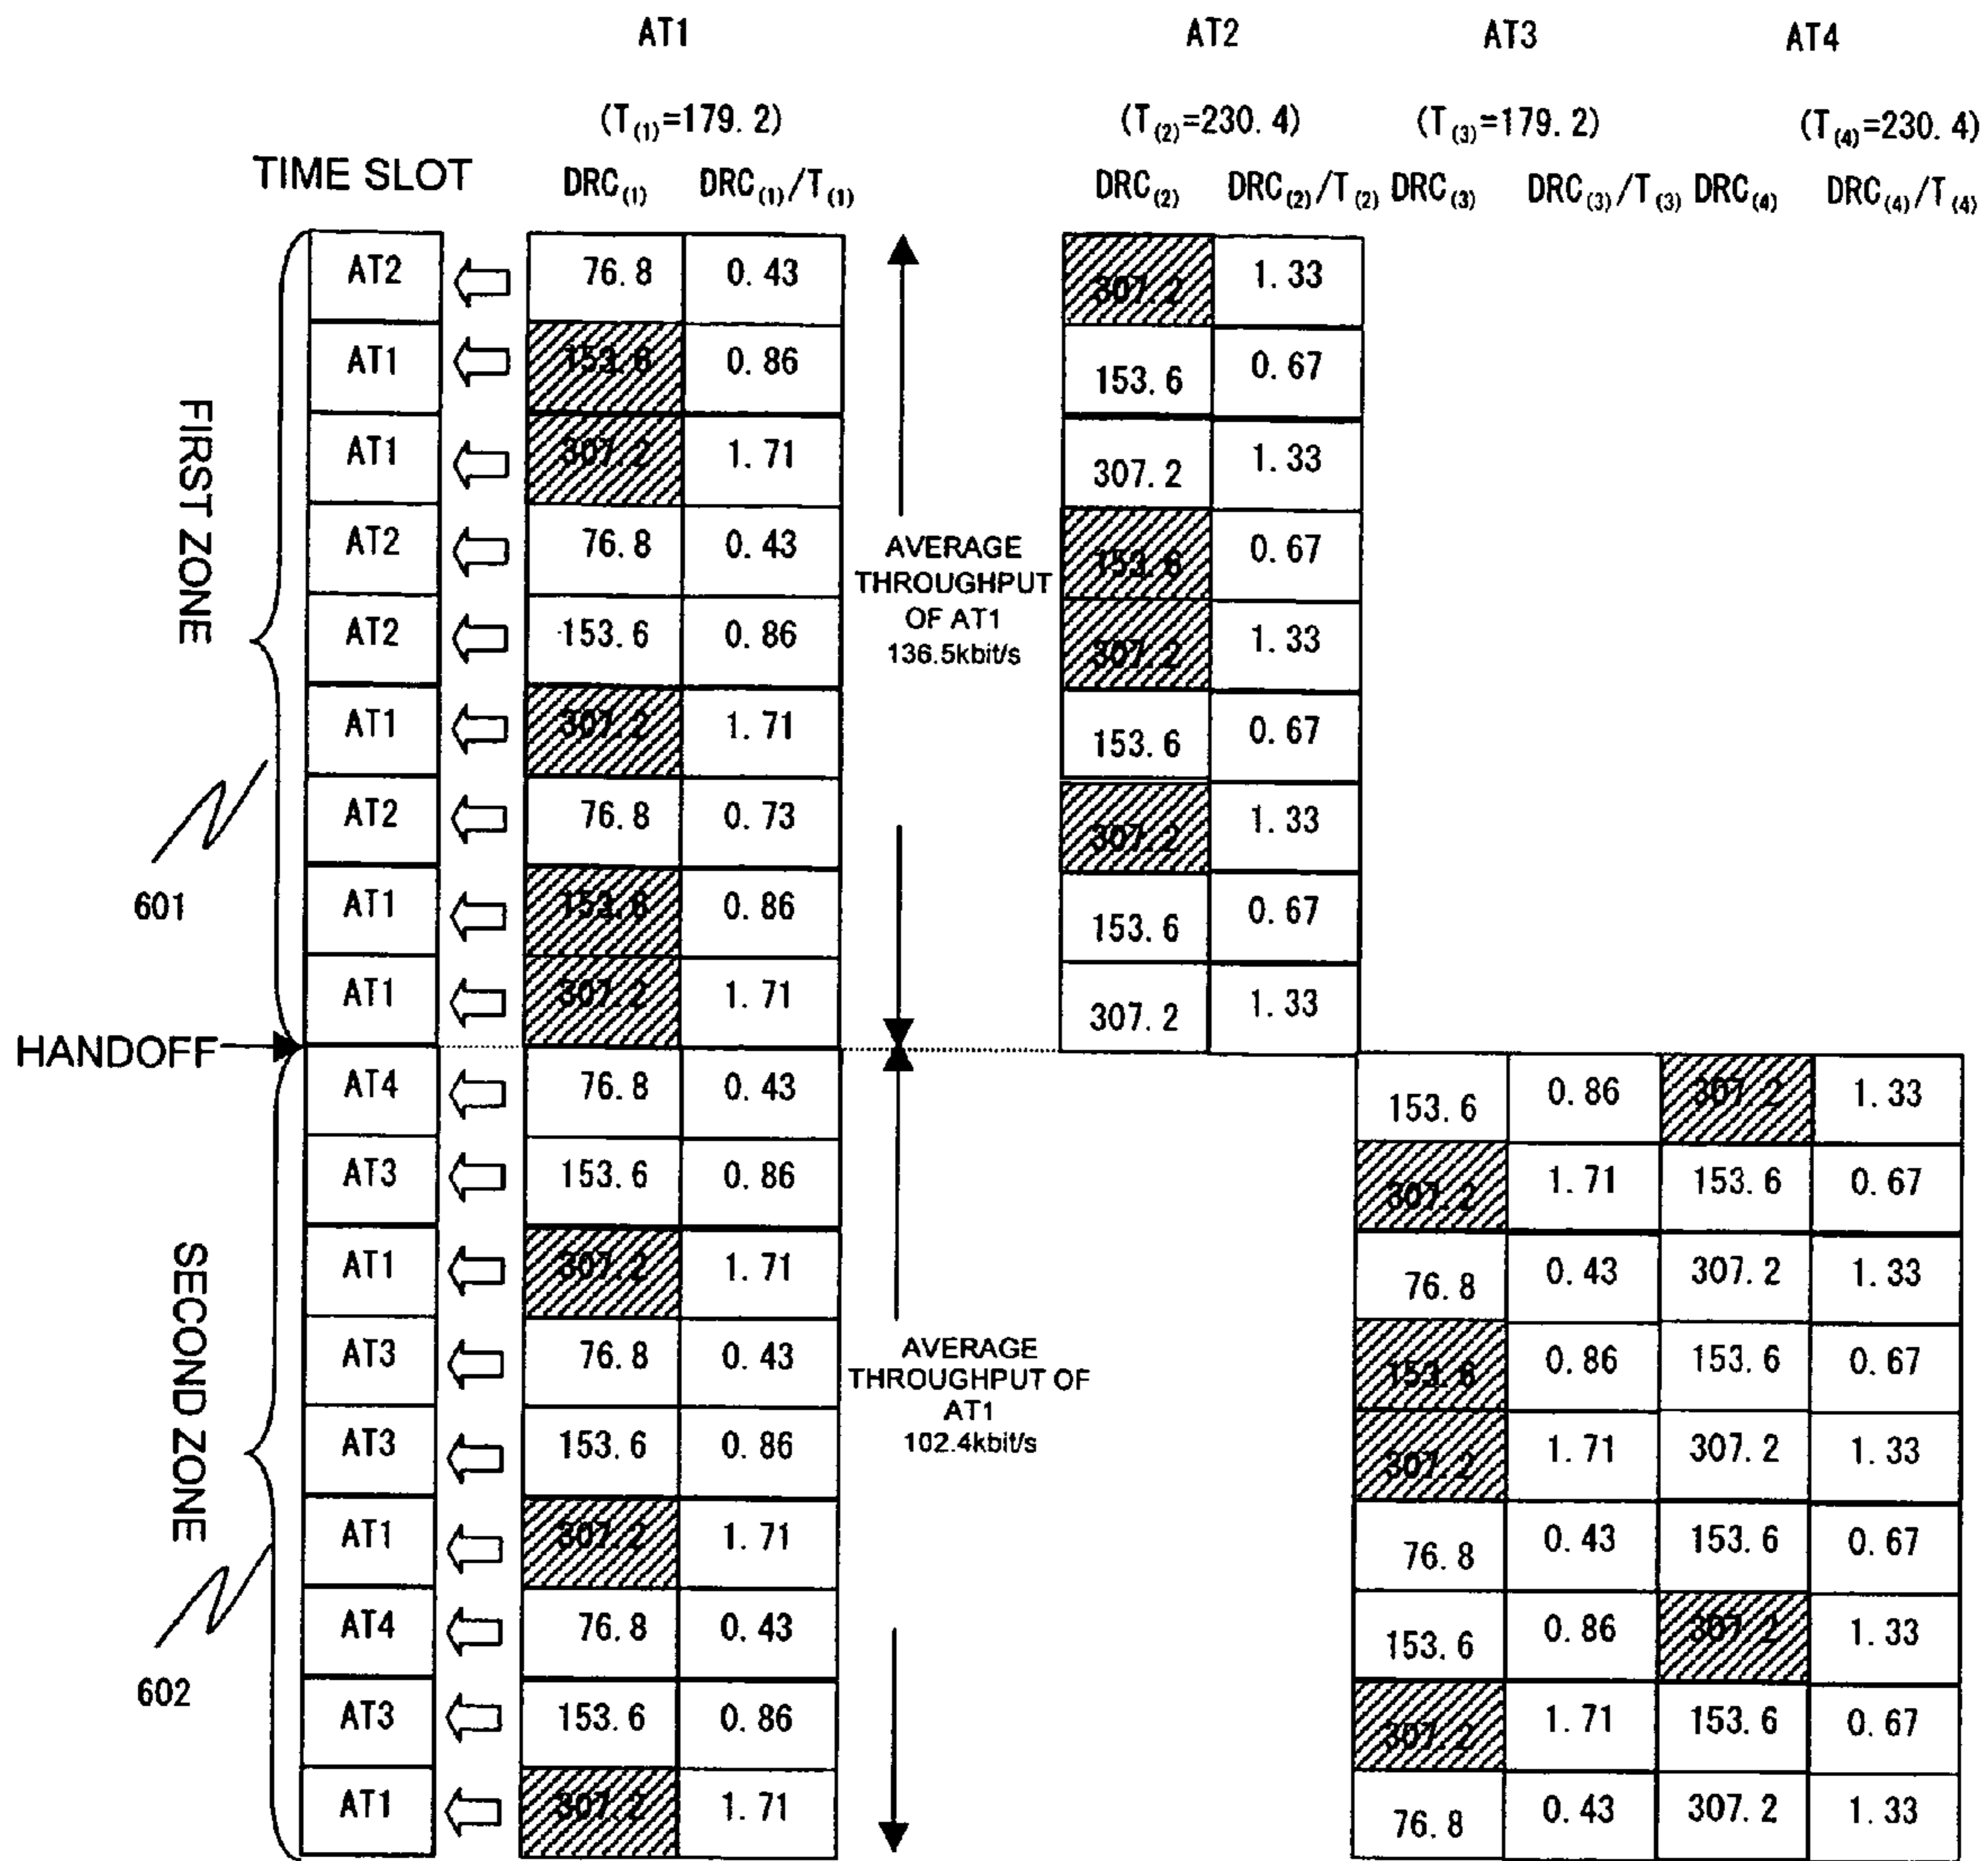 AT1 AT2 AT3 AT4
(T(1)=179.2) (T(2)=230.4) (T(3)=179.2) (T(4)=230.4)
TIME SLOT DRC(1) DRC(1)/T(1) DRC(2) DRC(2)/T(2) DRC(3) DRC(3)/T(3) DRC(4) DRC(4)/T(4)
AT2 76.8 0.43 307.2 1.33
AT1 153.6 0.86 153.6 0.67
AT1 307.2 1.71 307.2 1.33
AT2 76.8 0.43 153.6 0.67
AT2 153.6 0.86 307.2 1.33
AT1 307.2 1.71 153.6 0.67
AT2 76.8 0.73 307.2 1.33
AT1 153.6 0.86 153.6 0.67
AT1 307.2 1.71 307.2 1.33
FIRST ZONE
601
AVERAGE
THROUGHPUT
OF AT1
136.5kbit/s
HANDOFF
AT4 76.8 0.43 153.6 0.86 307.2 1.33
AT3 153.6 0.86 307.2 1.71 153.6 0.67
AT1 307.2 1.71 76.8 0.43 307.2 1.33
AT3 76.8 0.43 153.6 0.86 153.6 0.67
AT3 153.6 0.86 307.2 1.71 307.2 1.33
AT1 307.2 1.71 76.8 0.43 153.6 0.67
AT4 76.8 0.43 153.6 0.86 307.2 1.33
AT3 153.6 0.86 307.2 1.71 153.6 0.67
AT1 307.2 1.71 76.8 0.43 307.2 1.33
SECOND ZONE
602
AVERAGE
THROUGHPUT OF
AT1
102.4kbit/s